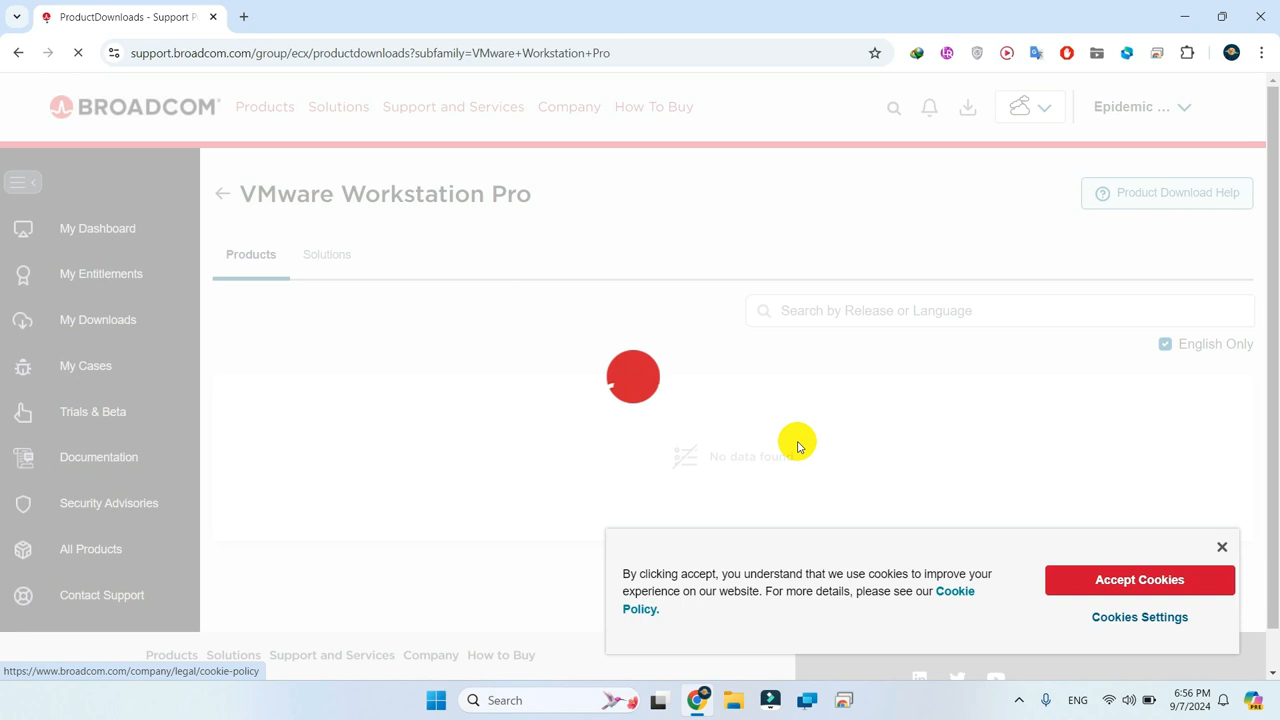 ProductDownloads - Support P
support.broadcom.com/group/ecx/productdownloads?subfamily=VMware+Workstation+Pro
BROADCOM
Products
Solutions
Support and Services
Company
How To Buy
Epidemic ...
VMware Workstation Pro
Product Download Help
My Dashboard
My Entitlements
My Downloads
My Cases
Trials & Beta
Documentation
Security Advisories
All Products
Contact Support
Products
Solutions
Search by Release or Language
English Only
No data found
By clicking accept, you understand that we use cookies to improve your
experience on our website. For more details, please see our Cookie
Policy.
Accept Cookies
Cookies Settings
Products
Solutions
Support and Services
Company
How to Buy
https://www.broadcom.com/company/legal/cookie-policy
Search
ENG
6:56 PM
9/7/2024